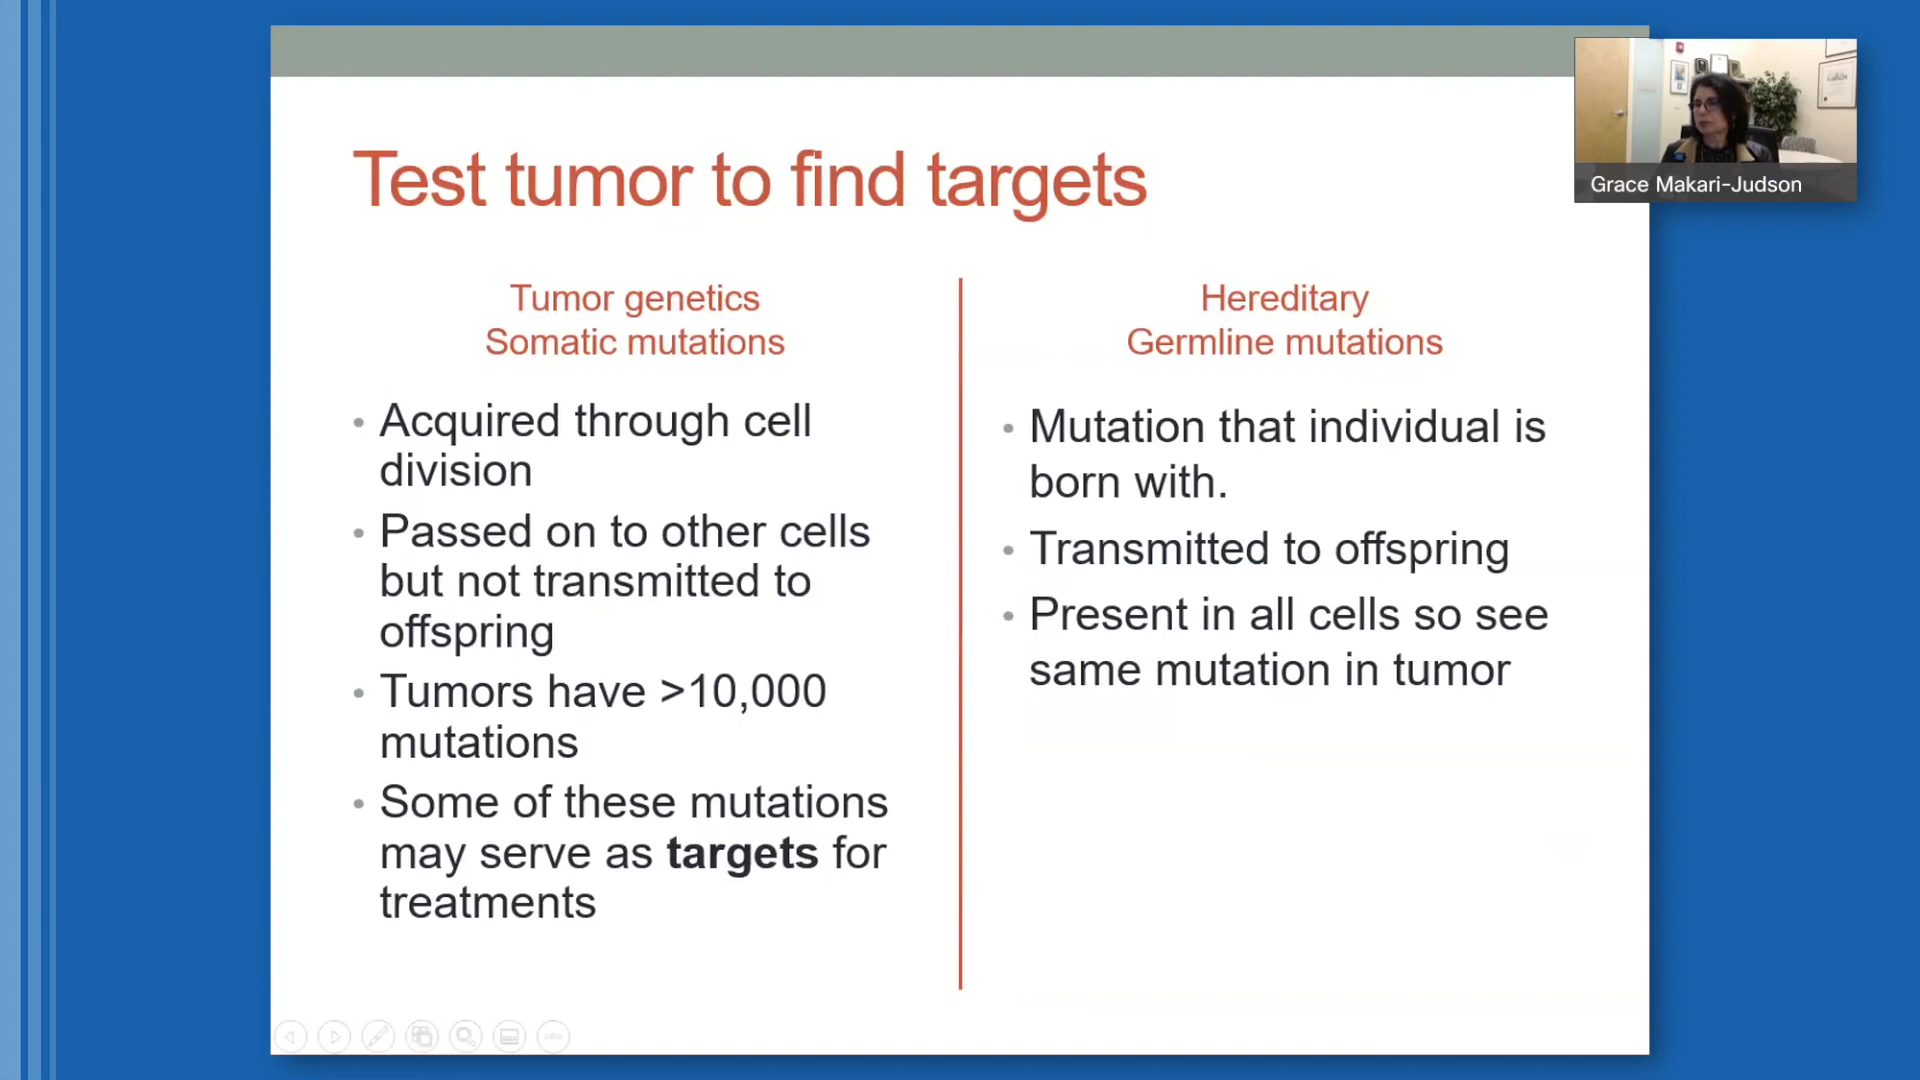 Test tumor to find targets
Grace Makari-Judson
Tumor genetics
Somatic mutations
• Acquired through cell
division
• Passed on to other cells
but not transmitted to
offspring
• Tumors have >10,000
mutations
• Some of these mutations
may serve as targets for
treatments
Hereditary
Germline mutations
• Mutation that individual is
born with.
• Transmitted to offspring
• Present in all cells so see
same mutation in tumor